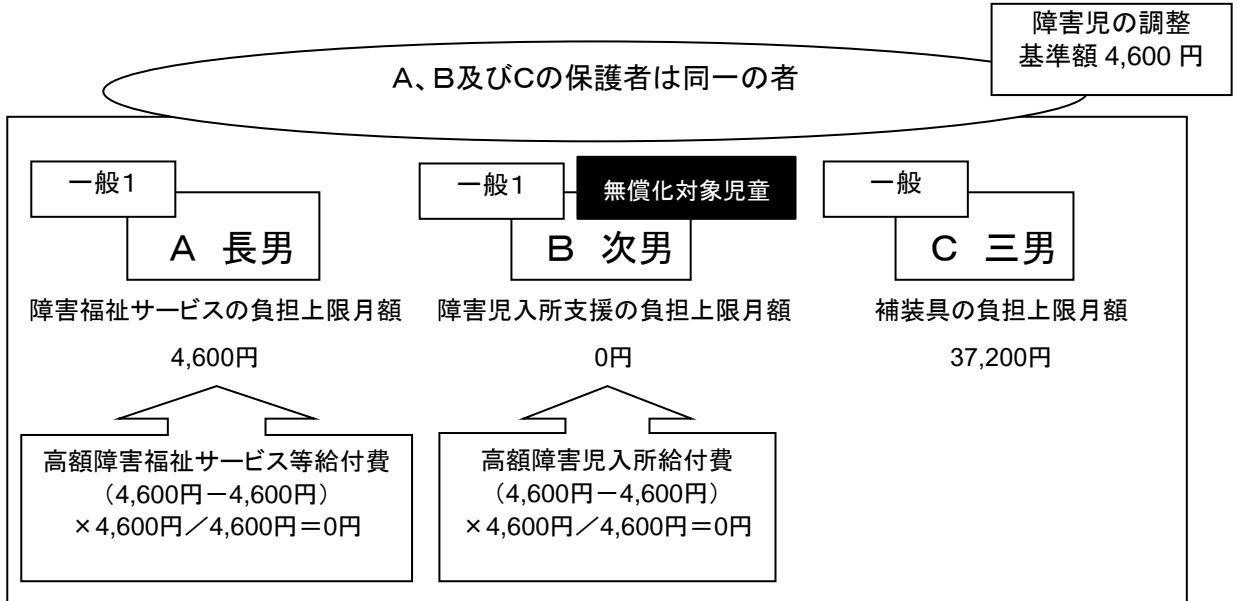 障害児の調整
基準額 4,600 円
A、B及びCの保護者は同一の者
一般1
A 長男
障害福祉サービスの負担上限月額
4,600円
高額障害福祉サービス等給付費
(4,600円－4,600円)
×4,600円／4,600円＝0円
一般1
無償化対象児童
B 次男
障害児入所支援の負担上限月額
0円
高額障害児入所給付費
(4,600円－4,600円)
×4,600円／4,600円＝0円
一般
C 三男
補装具の負担上限月額
37,200円